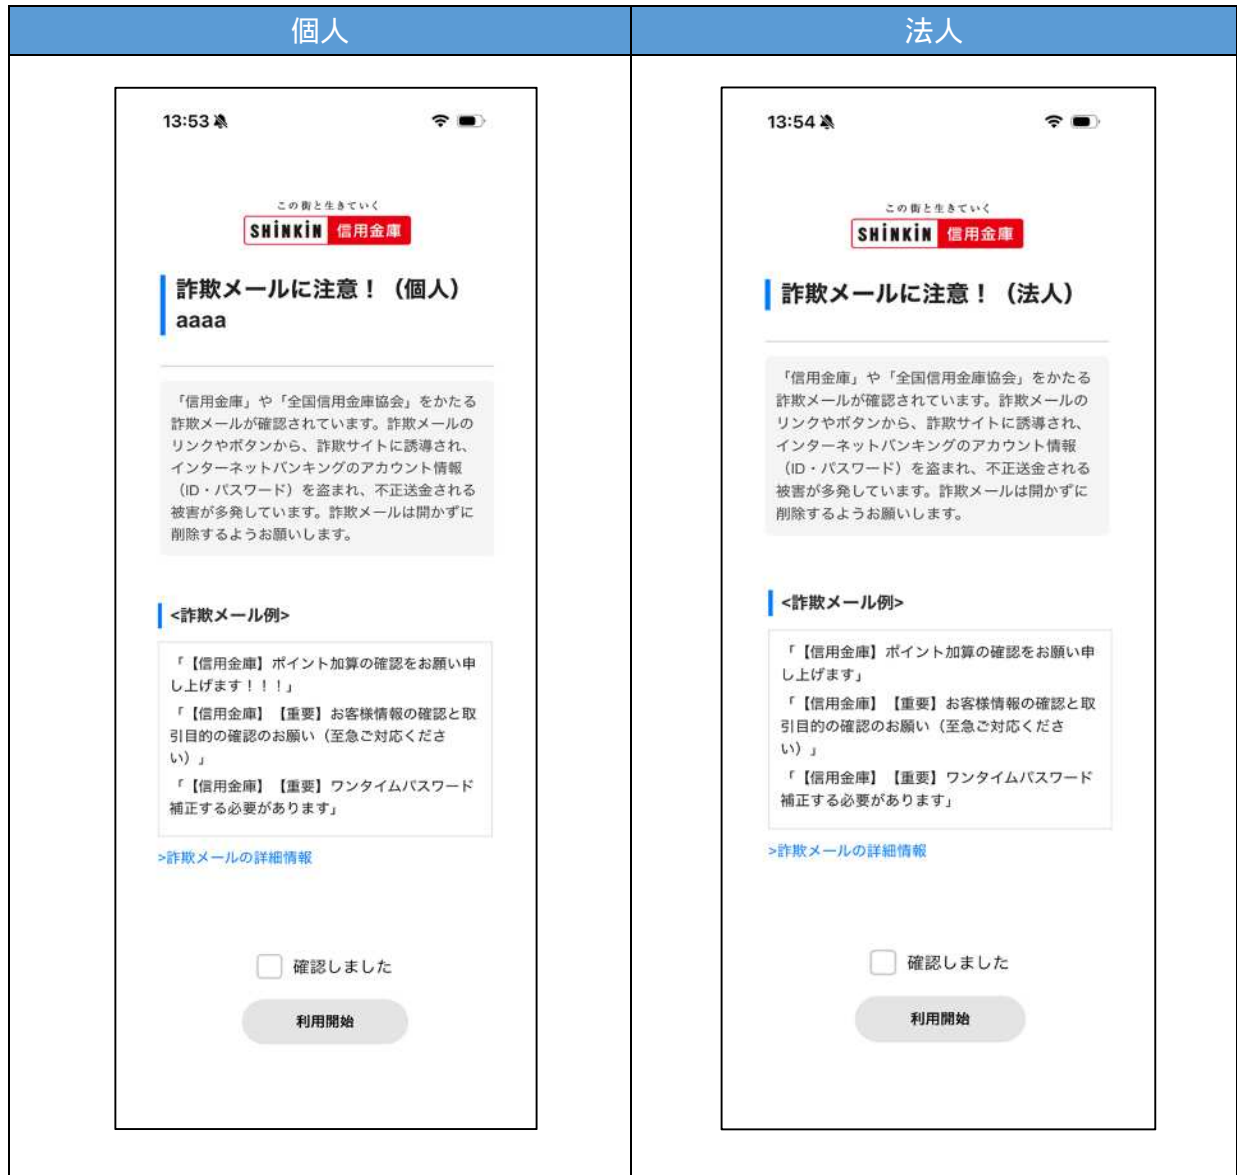 個人
法人
13:53
この街と生きていく
SHINKIN 信用金庫
詐欺メールに注意！（個人）
aaaa
「信用金庫」や「全国信用金庫協会」をかたる
詐欺メールが確認されています。詐欺メールの
リンクやボタンから、詐欺サイトに誘導され、
インターネットバンキングのアカウント情報
（ID・パスワード）を盗まれ、不正送金される
被害が多発しています。詐欺メールは開かずに
削除するようお願いします。
<詐欺メール例>
「【信用金庫】ポイント加算の確認をお願い申
し上げます！！！」
「【信用金庫】【重要】お客様情報の確認と取
引目的の確認のお願い（至急ご対応くださ
い）」
「【信用金庫】【重要】ワンタイムパスワード
補正する必要があります」
>詐欺メールの詳細情報
確認しました
利用開始
13:54
この街と生きていく
SHINKIN 信用金庫
詐欺メールに注意！（法人）
「信用金庫」や「全国信用金庫協会」をかたる
詐欺メールが確認されています。詐欺メールの
リンクやボタンから、詐欺サイトに誘導され、
インターネットバンキングのアカウント情報
（ID・パスワード）を盗まれ、不正送金される
被害が多発しています。詐欺メールは開かずに
削除するようお願いします。
<詐欺メール例>
「【信用金庫】ポイント加算の確認をお願い申
し上げます」
「【信用金庫】【重要】お客様情報の確認と取
引目的の確認のお願い（至急ご対応くださ
い）」
「【信用金庫】【重要】ワンタイムパスワード
補正する必要があります」
>詐欺メールの詳細情報
確認しました
利用開始